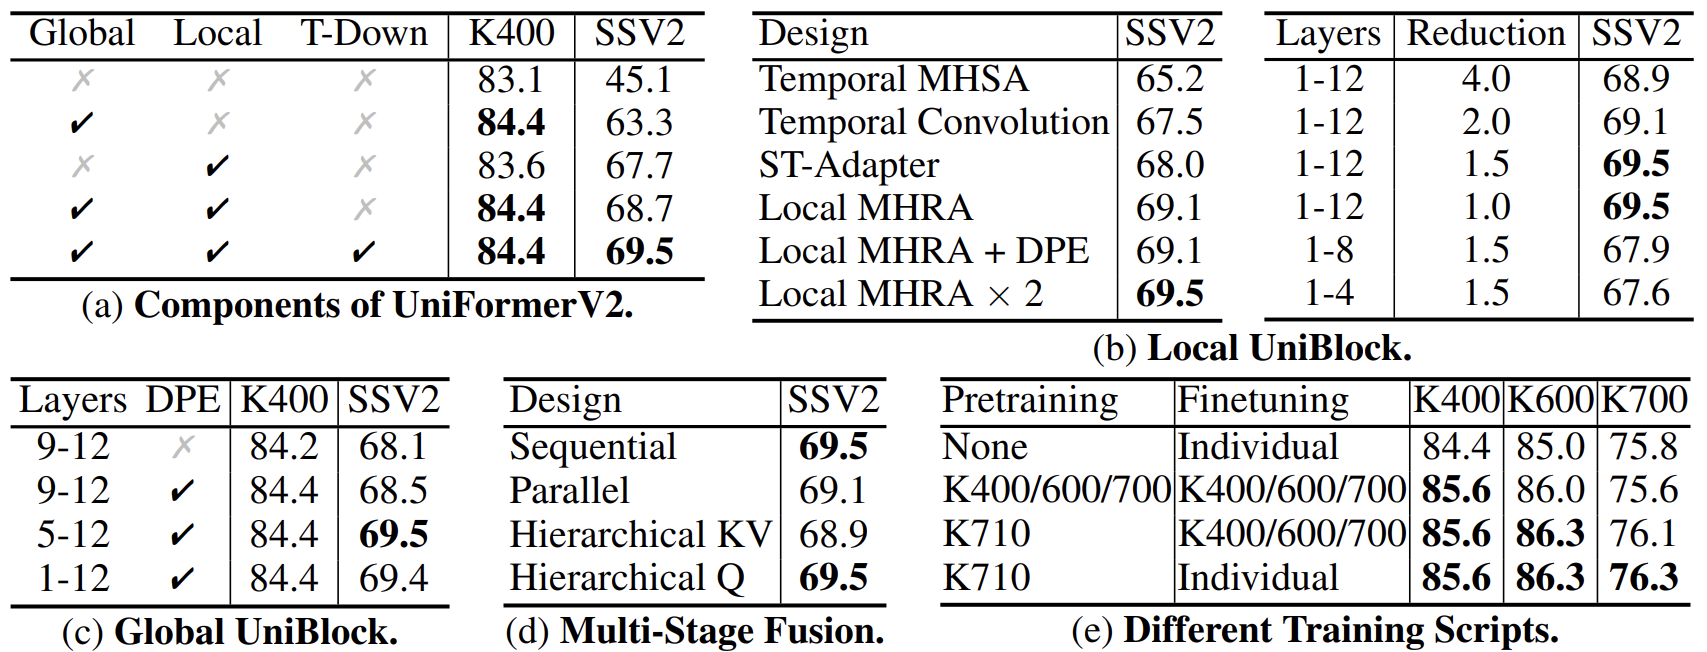 Global Local T-Down K400 SSV2
✗ ✗ ✗ 83.1 45.1
✓ ✗ ✗ 84.4 63.3
✗ ✓ ✗ 83.6 67.7
✓ ✓ ✗ 84.4 68.7
✓ ✓ ✓ 84.4 69.5
(a) Components of UniFormerV2.
Design SSV2
Temporal MHSA 65.2
Temporal Convolution 67.5
ST-Adapter 68.0
Local MHRA 69.1
Local MHRA + DPE 69.1
Local MHRA × 2 69.5
Layers Reduction SSV2
1-12 4.0 68.9
1-12 2.0 69.1
1-12 1.5 69.5
1-12 1.0 69.5
1-8 1.5 67.9
1-4 1.5 67.6
(b) Local UniBlock.
Layers DPE K400 SSV2
9-12 ✗ 84.2 68.1
9-12 ✓ 84.4 68.5
5-12 ✓ 84.4 69.5
1-12 ✓ 84.4 69.4
(c) Global UniBlock.
Design SSV2
Sequential 69.5
Parallel 69.1
Hierarchical KV 68.9
Hierarchical Q 69.5
(d) Multi-Stage Fusion.
Pretraining Finetuning K400 K600 K700
None Individual 84.4 85.0 75.8
K400/600/700 K400/600/700 85.6 86.0 75.6
K710 K400/600/700 85.6 86.3 76.1
K710 Individual 85.6 86.3 76.3
(e) Different Training Scripts.